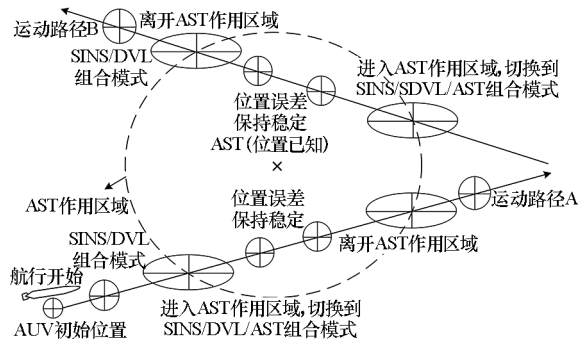 运动路径B
离开AST作用区域
SINS/DVL
组合模式
进入AST作用区域,切换到
SINS/SDVL/AST组合模式
位置误差
保持稳定
AST(位置已知)
AST作用区域
位置误差
保持稳定
运动路径A
SINS/DVL
组合模式
离开AST作用区域
航行开始
进入AST作用区域,切换到
SINS/DVL/AST组合模式
AUV初始位置